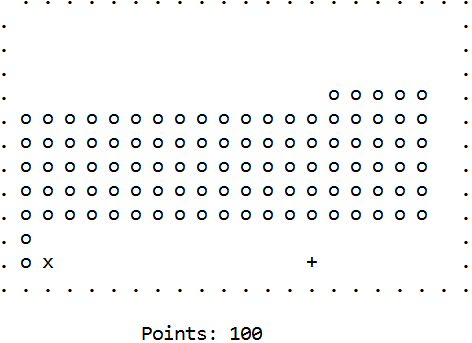 . . . . . . . . . . . . . . . . . . . . .
.                                         .
.                                         .
.                                         .
.                             o o o o o   .
. o o o o o o o o o o o o o o o o o o o   .
. o o o o o o o o o o o o o o o o o o o   .
. o o o o o o o o o o o o o o o o o o o   .
. o o o o o o o o o o o o o o o o o o o   .
. o o o o o o o o o o o o o o o o o o o   .
. o                                       .
. o x                       +             .
. . . . . . . . . . . . . . . . . . . . . .
Points: 100